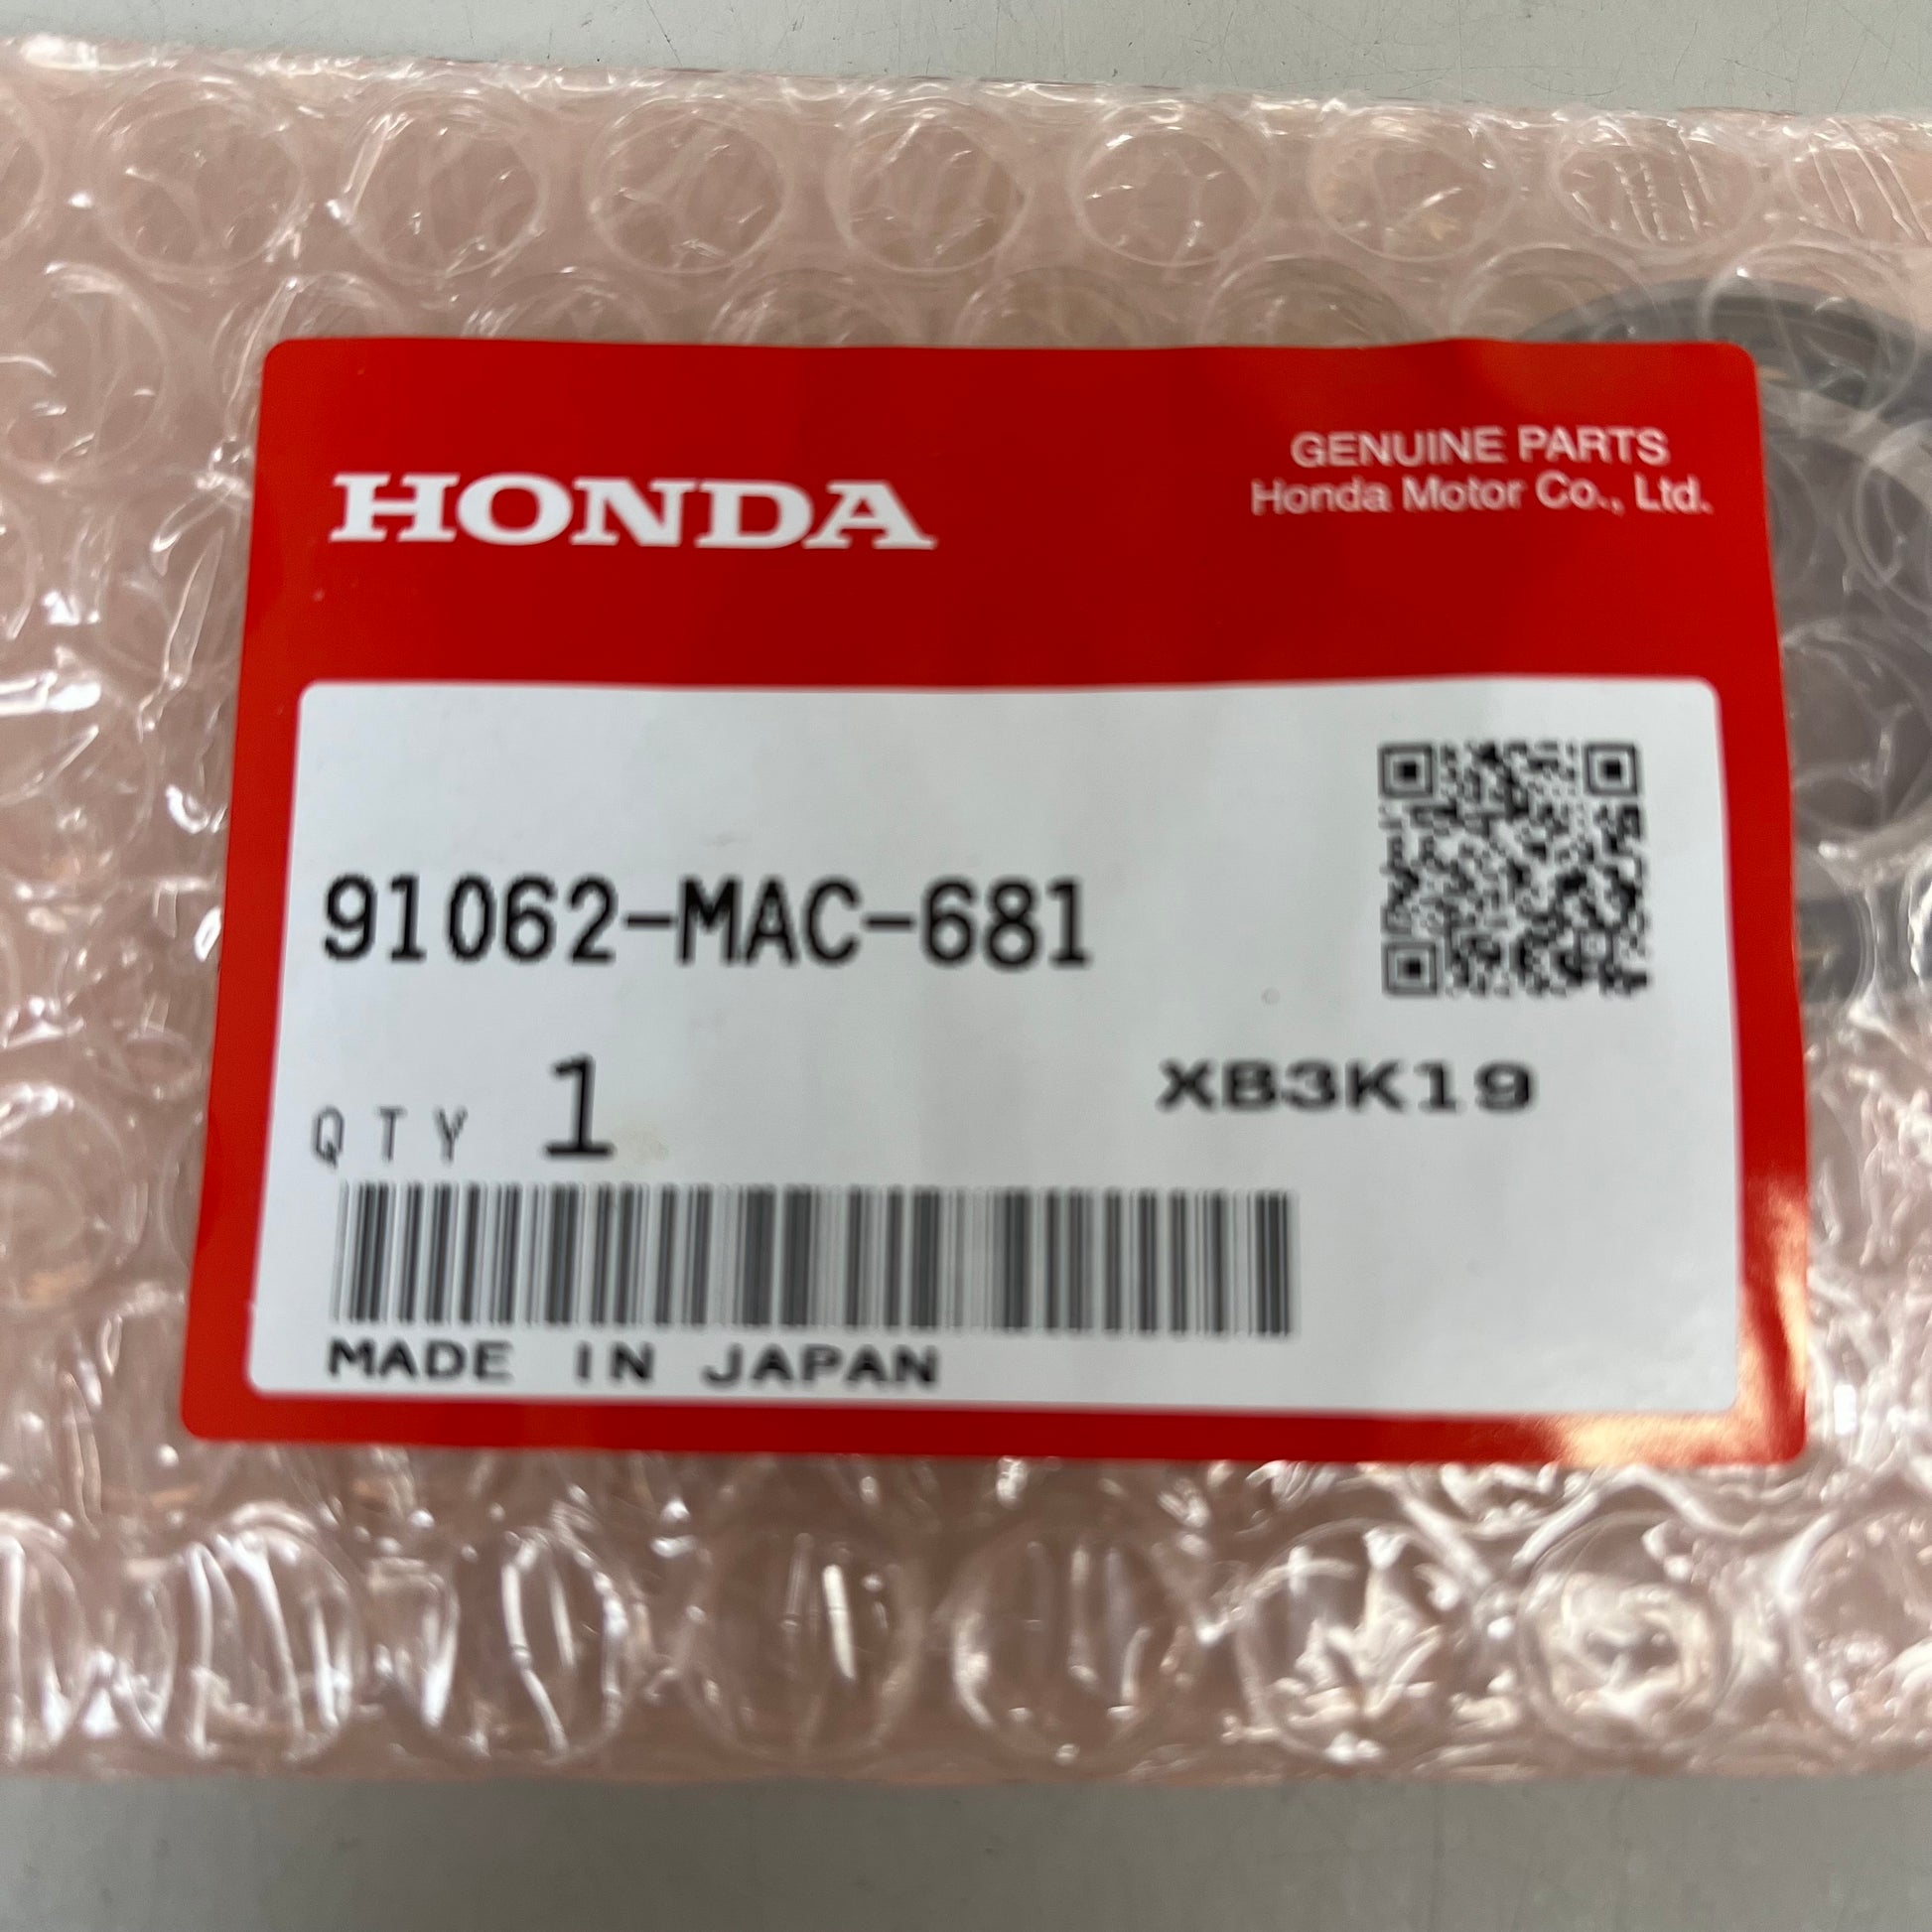 HONDA
GENUINE PARTS
Honda Motor Co., Ltd.
91062-MAC-681
QTY 1
XB3K19
MADE IN JAPAN